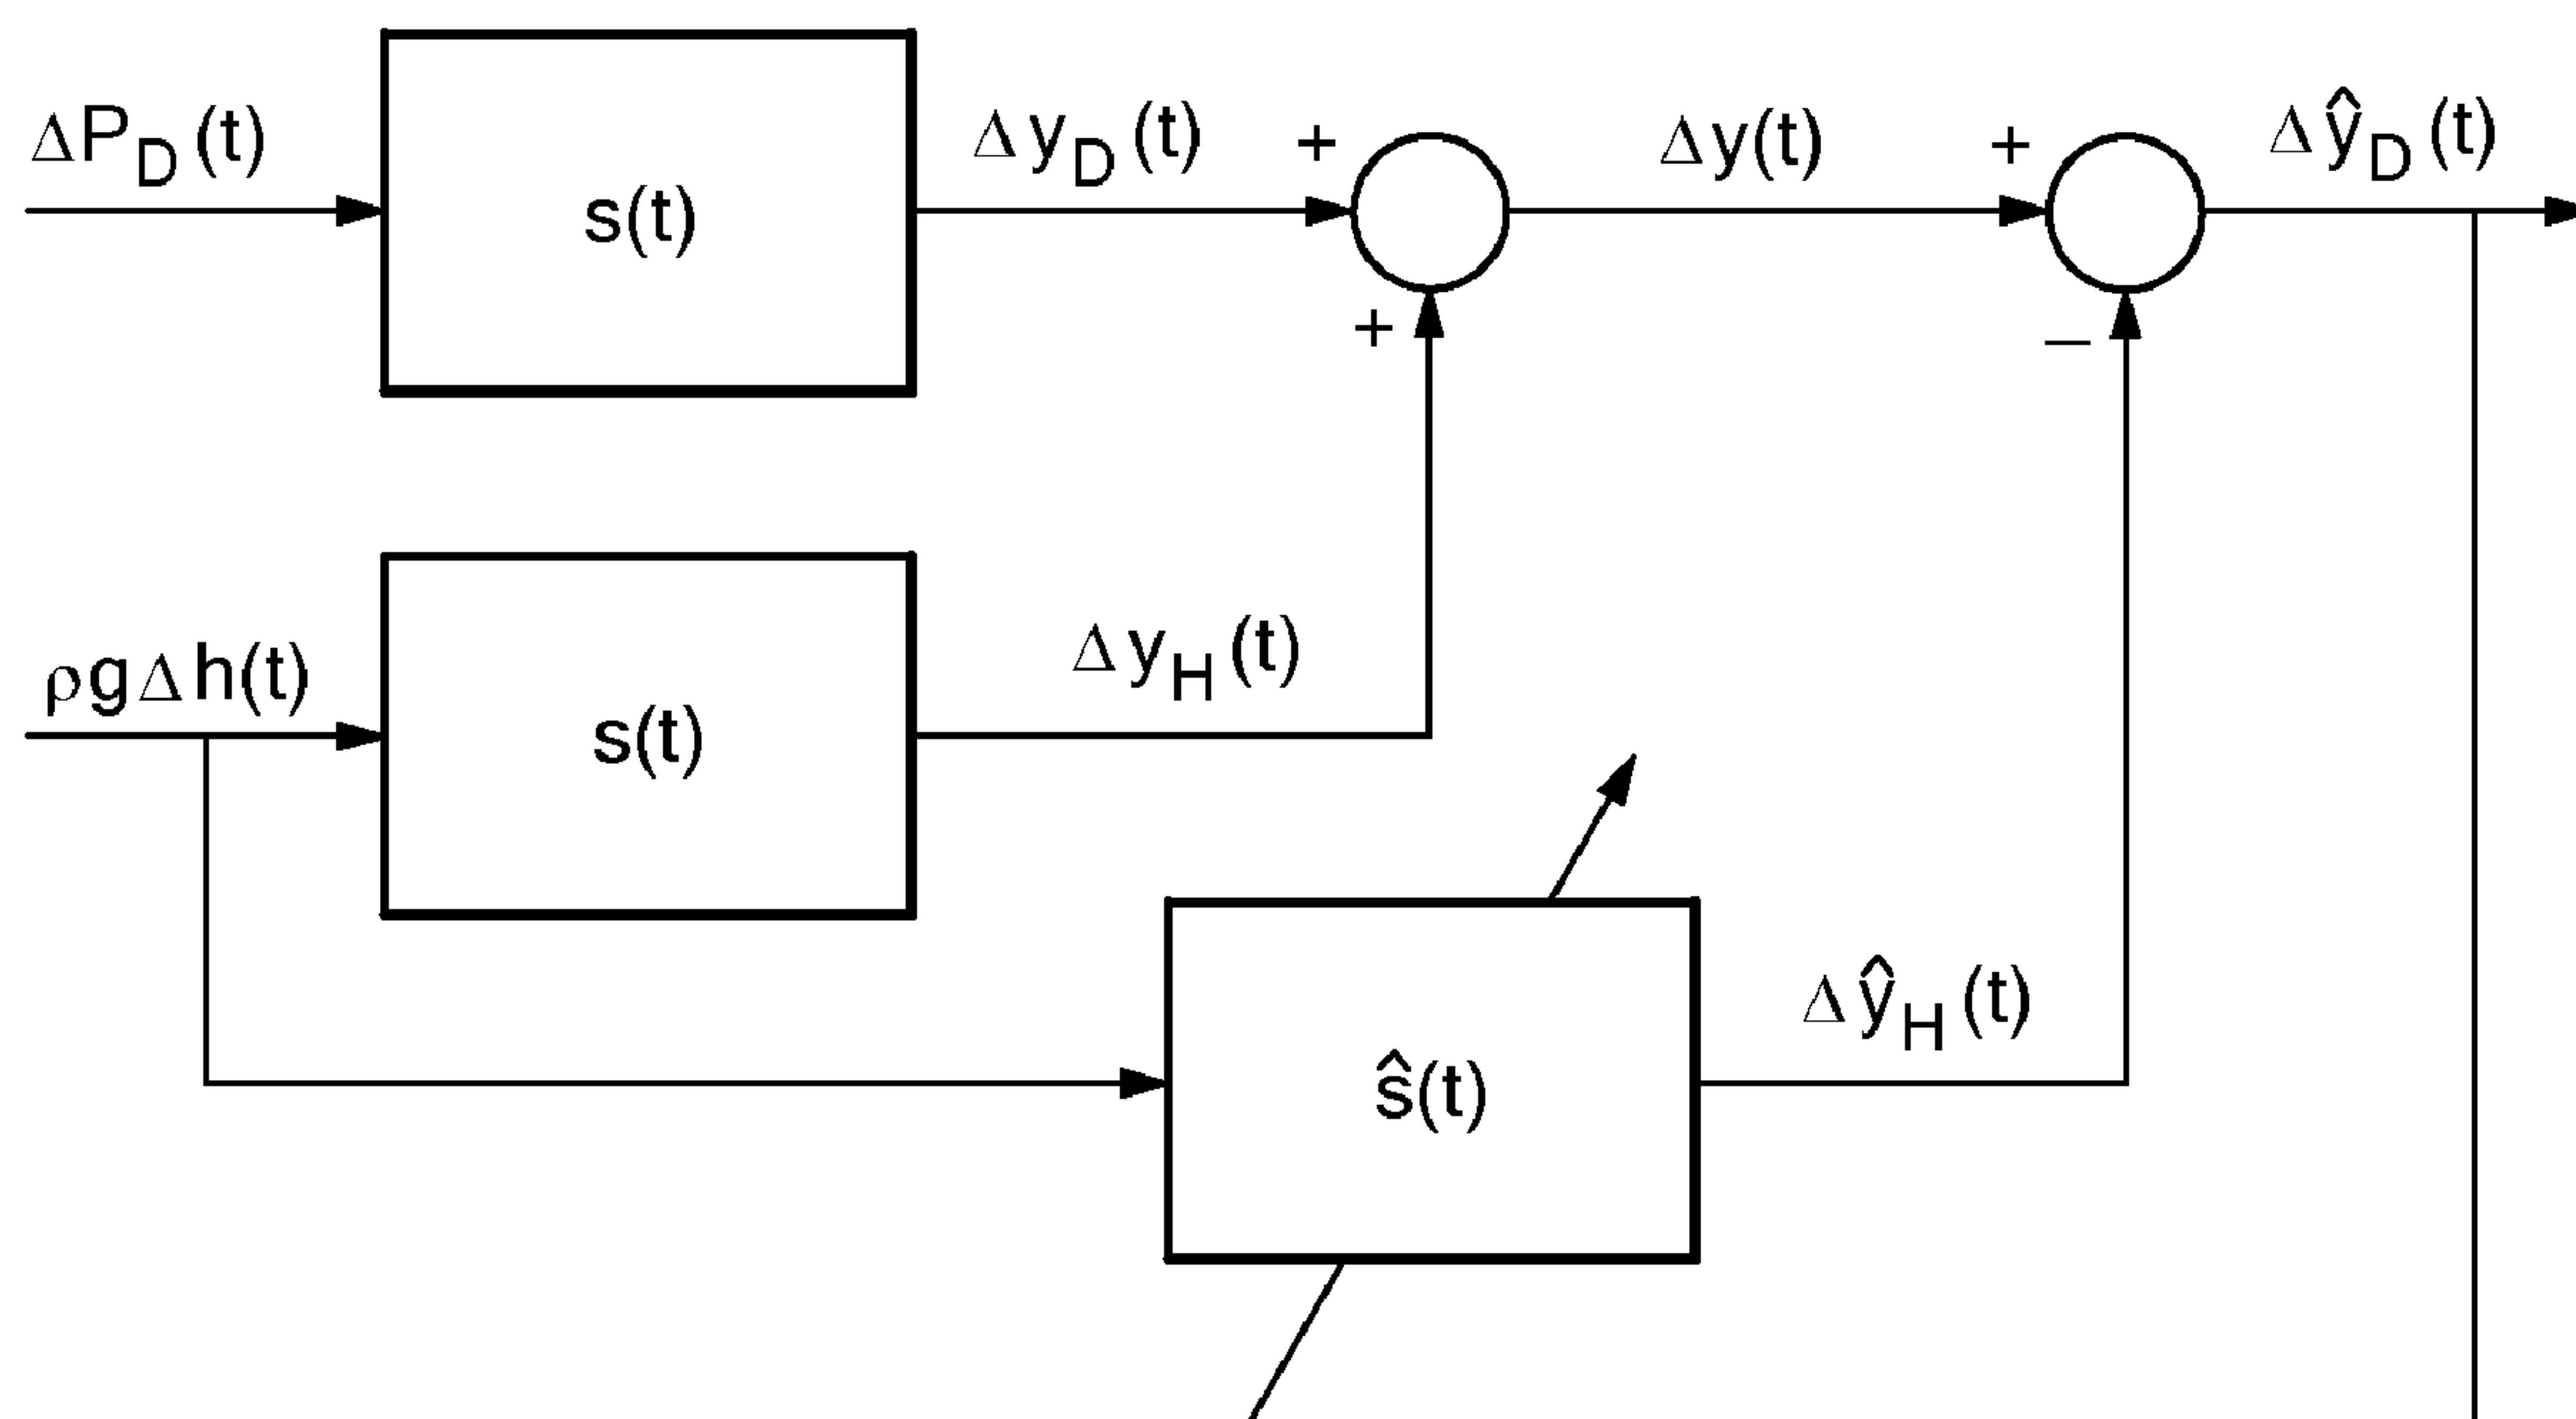 ΔP_D(t)
s(t)
Δy_D(t)
+
+
Δy(t)
+
−
Δŷ_D(t)
ρgΔh(t)
s(t)
Δy_H(t)
ŝ(t)
Δŷ_H(t)